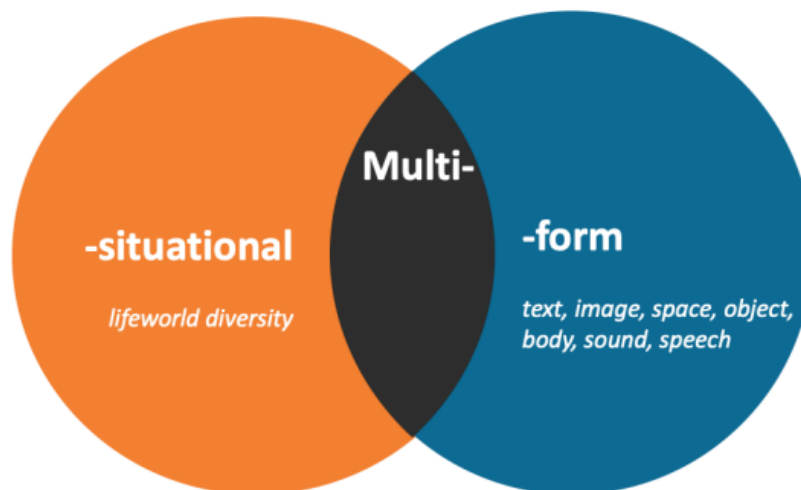 Multi-
-situational
lifeworld diversity
-form
text, image, space, object,
body, sound, speech